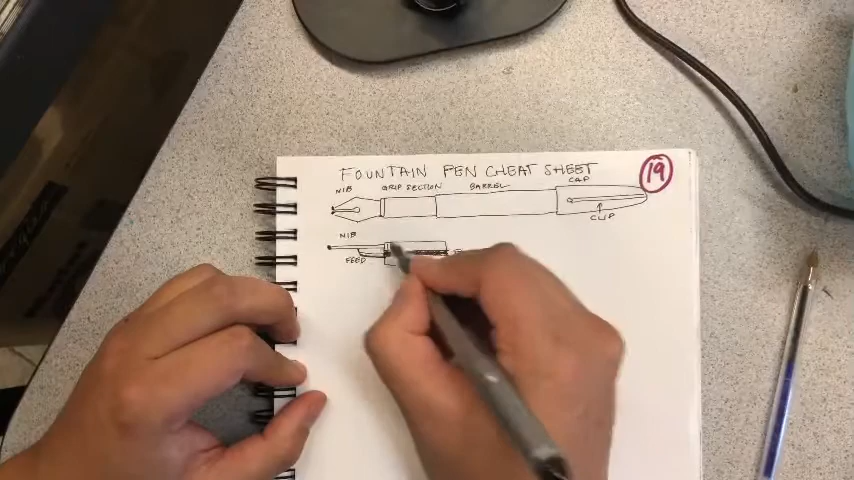 FOUNTAIN PEN CHEAT SHEET
19
NIB GRIP SECTION BARREL CAP
CLIP
NIB
FEED